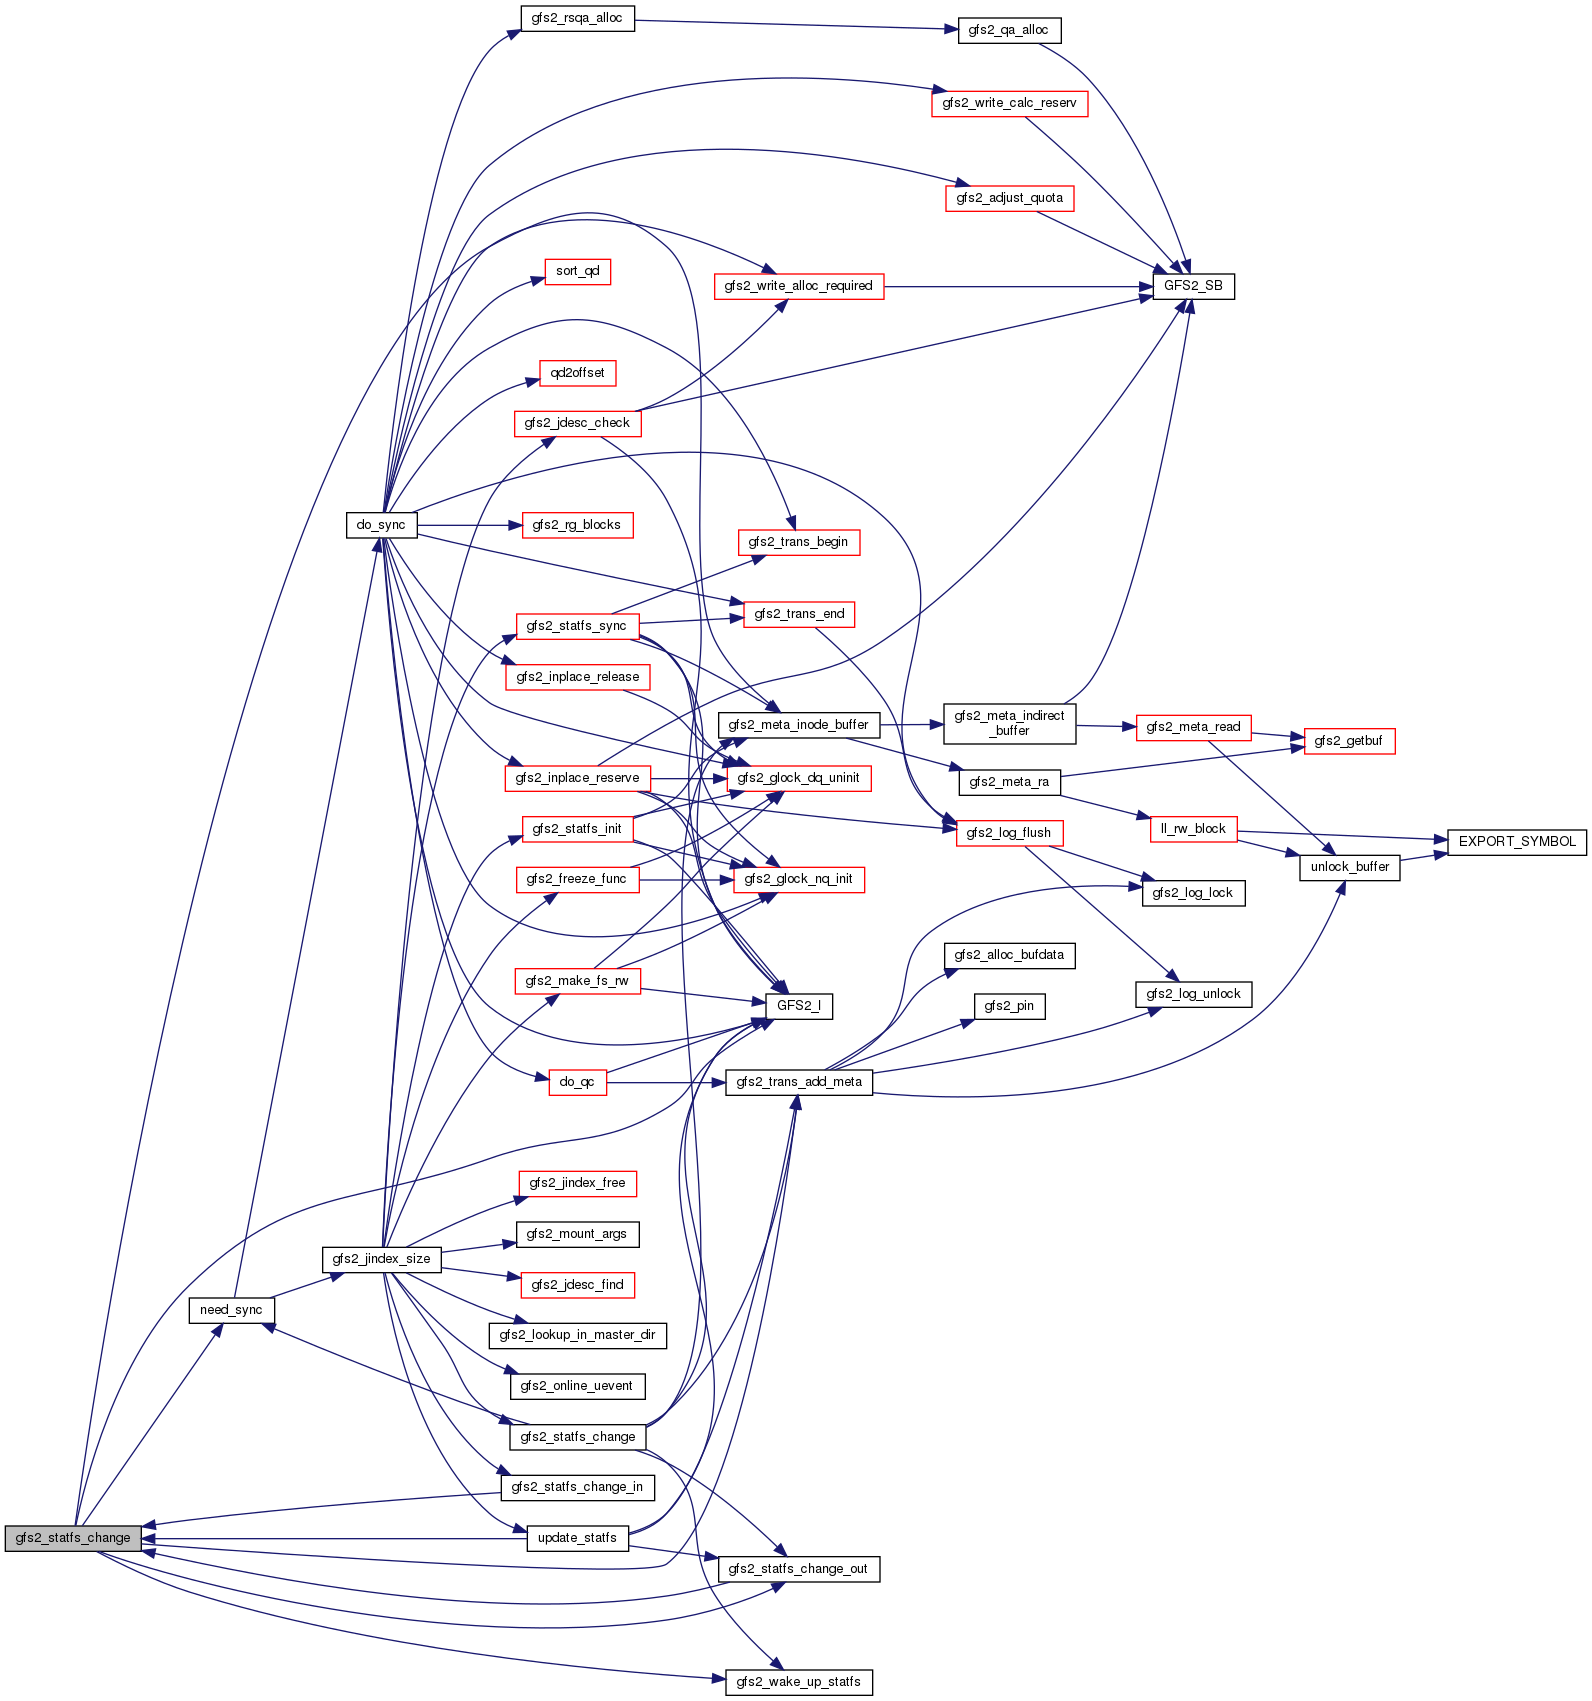 gfs2_rsqa_alloc
gfs2_qa_alloc
gfs2_write_calc_reserv
gfs2_adjust_quota
sort_qd
gfs2_write_alloc_required
GFS2_SB
qd2offset
gfs2_jdesc_check
do_sync
gfs2_rg_blocks
gfs2_trans_begin
gfs2_statfs_sync
gfs2_trans_end
gfs2_inplace_release
gfs2_meta_inode_buffer
gfs2_meta_indirect
_buffer
gfs2_meta_read
gfs2_getbuf
gfs2_inplace_reserve
gfs2_glock_dq_uninit
gfs2_meta_ra
gfs2_statfs_init
gfs2_log_flush
ll_rw_block
EXPORT_SYMBOL
unlock_buffer
gfs2_freeze_func
gfs2_glock_nq_init
gfs2_log_lock
gfs2_alloc_bufdata
gfs2_make_fs_rw
GFS2_I
gfs2_pin
gfs2_log_unlock
do_qc
gfs2_trans_add_meta
gfs2_jindex_free
gfs2_mount_args
gfs2_jindex_size
gfs2_jdesc_find
need_sync
gfs2_lookup_in_master_dir
gfs2_online_uevent
gfs2_statfs_change
gfs2_statfs_change_in
gfs2_statfs_change
update_statfs
gfs2_statfs_change_out
gfs2_wake_up_statfs